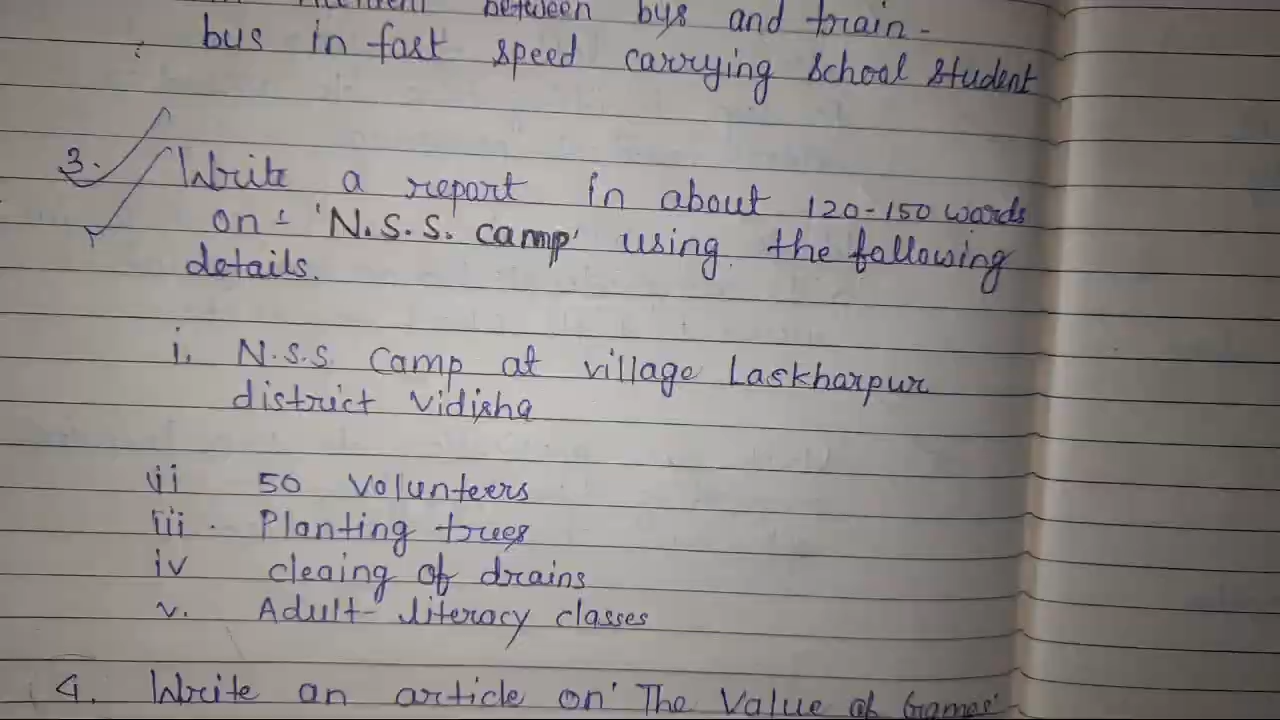 between bys and train-
bus in fast speed carrying school student
3. Write a report in about 120-150 words
on: 'N.S.S. camp' using the following
details.
i. N.S.S. Camp at village Laskharpur
district Vidisha
ii 50 Volunteers
iii. Planting trees
iv cleaing of drains
v. Adult-literacy classes
4. Write an article on 'The Value of Games'